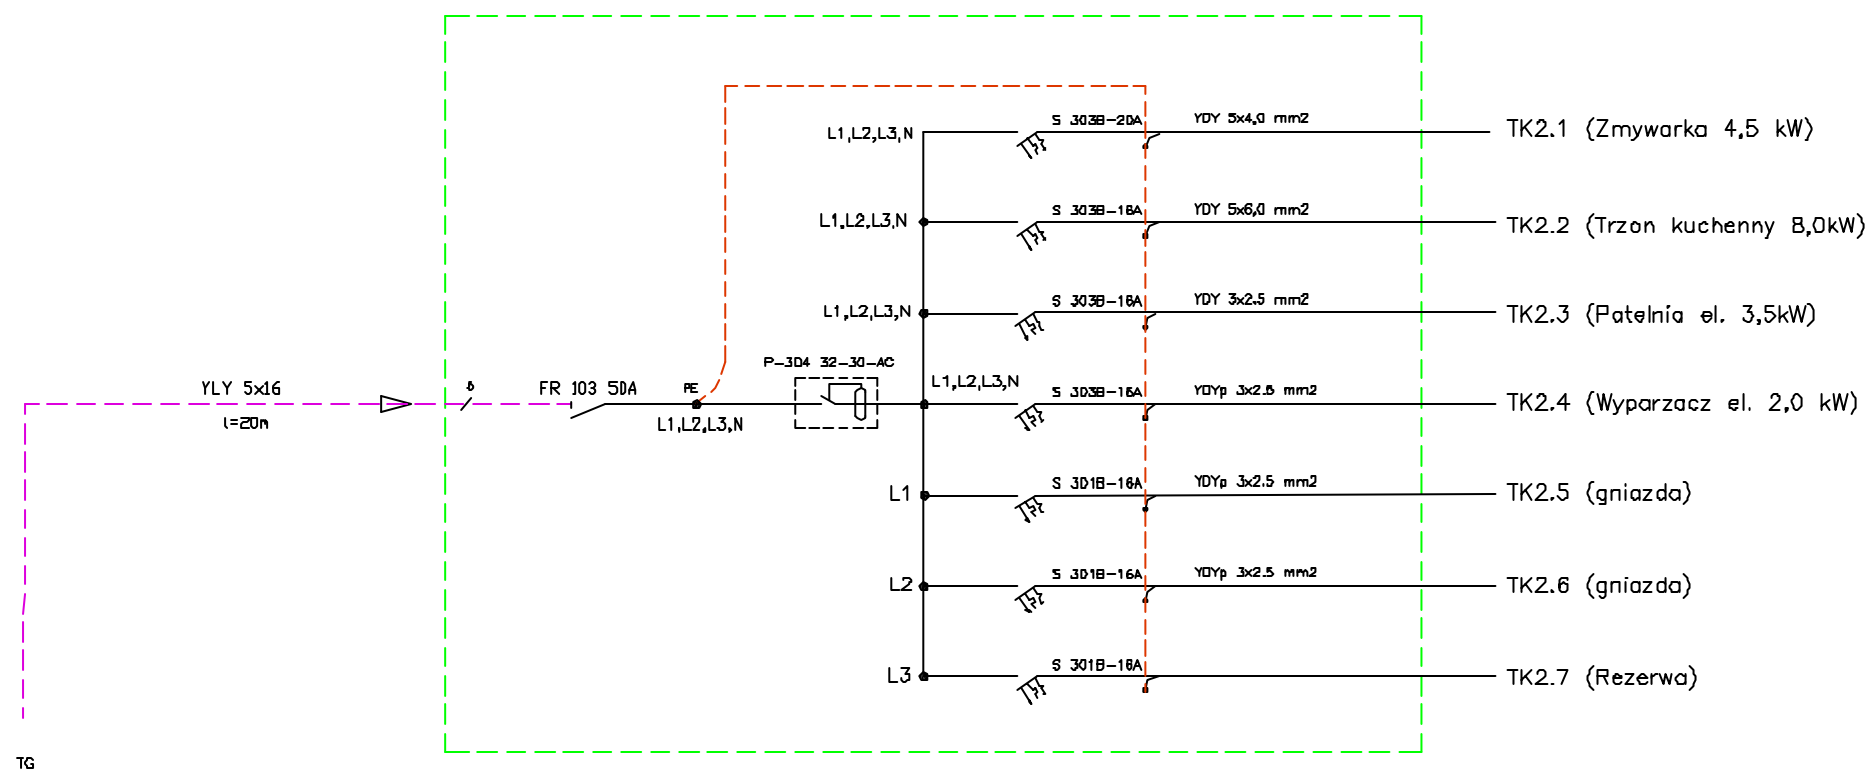 L1,L2,L3,N S 303B-20A YDY 5x4,0 mm2 TK2.1 (Zmywarka 4,5 kW)
L1,L2,L3,N S 303B-16A YDY 5x6,0 mm2 TK2.2 (Trzon kuchenny 8,0kW)
L1,L2,L3,N S 303B-16A YDY 3x2.5 mm2 TK2.3 (Patelnia el. 3,5kW)
P-304 32-30-AC
YLY 5x16 FR 103 50A PE L1,L2,L3,N S 303B-16A YDYp 3x2.5 mm2 TK2.4 (Wyparzacz el. 2,0 kW)
l=20m L1,L2,L3,N
L1 S 301B-16A YDYp 3x2.5 mm2 TK2.5 (gniazda)
L2 S 301B-16A YDYp 3x2.5 mm2 TK2.6 (gniazda)
L3 S 301B-16A TK2.7 (Rezerwa)
TG